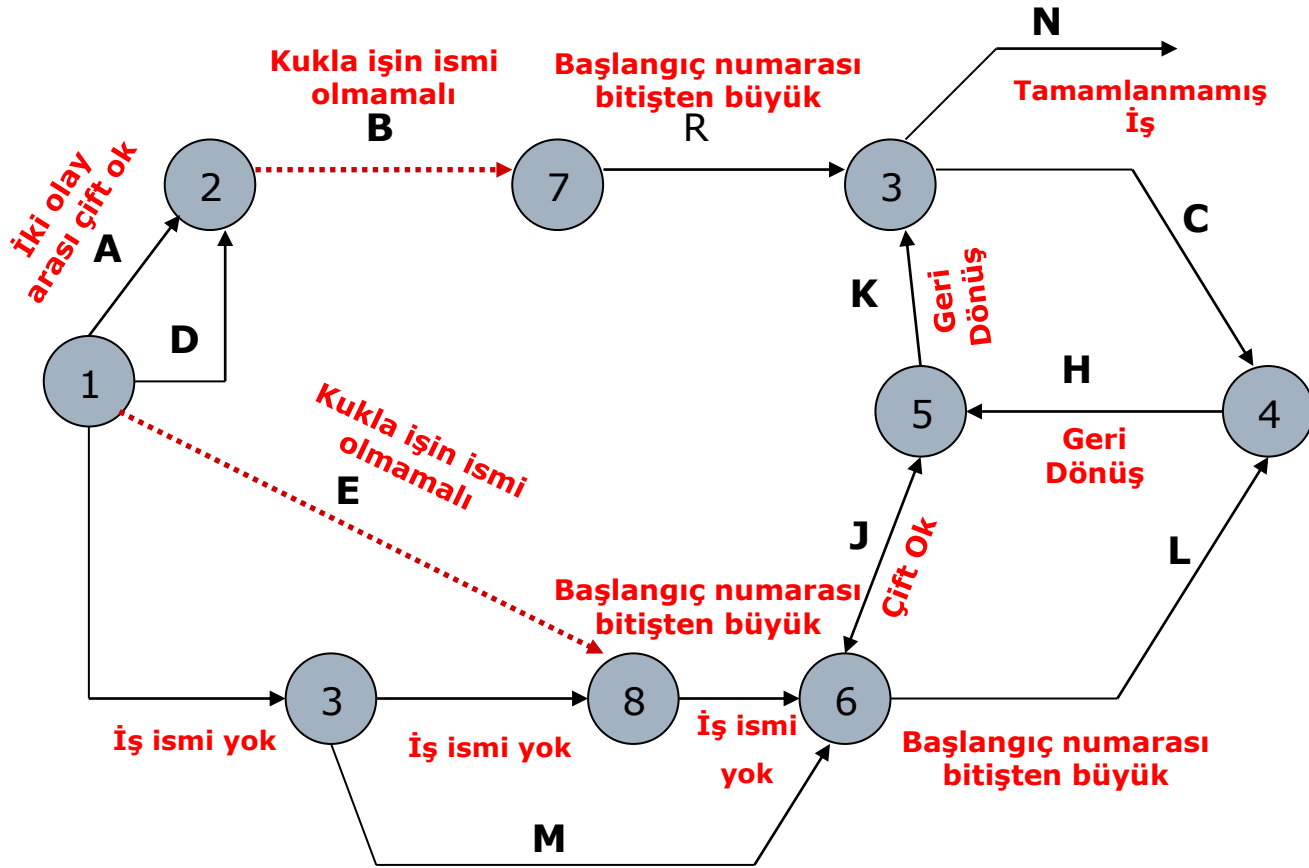 N
Kukla işin ismi
olmamalı
B
Başlangıç numarası
bitişten büyük
R
Tamamlanmamış
İş
İki olay
arası çift ok
2
7
3
A
C
D
K
Geri
Dönüş
1
H
5
4
Kukla işin ismi
olmamalı
Geri
Dönüş
E
J
Çift Ok
L
Başlangıç numarası
bitişten büyük
3
8
6
İş ismi yok
İş ismi yok
İş ismi
yok
Başlangıç numarası
bitişten büyük
M